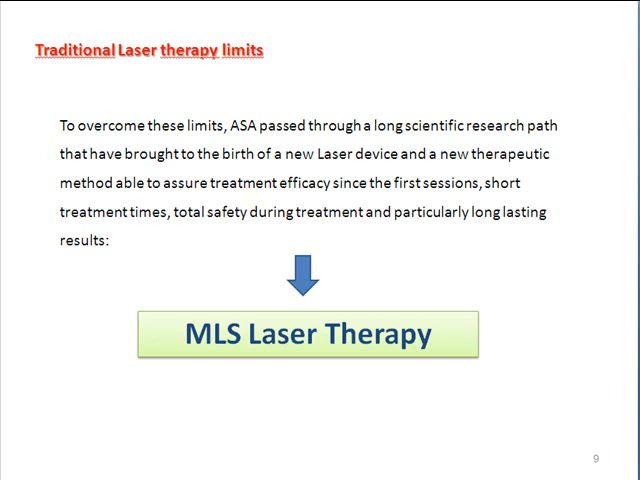 Traditional Laser therapy limits
To overcome these limits, ASA passed through a long scientific research path
that have brought to the birth of a new Laser device and a new therapeutic
method able to assure treatment efficacy since the first sessions, short
treatment times, total safety during treatment and particularly long lasting
results:
MLS Laser Therapy
9